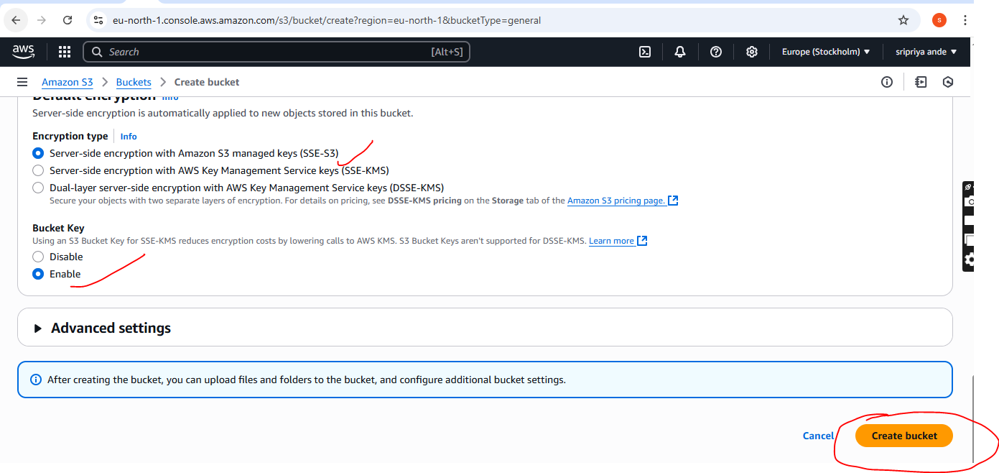 eu-north-1.console.aws.amazon.com/s3/bucket/create?region=eu-north-1&bucketType=general
S
aws
Search
[Alt+S]
Europe (Stockholm)
sripriya ande
Amazon S3 > Buckets > Create bucket
Default encryption Info
Server-side encryption is automatically applied to new objects stored in this bucket.
Encryption type Info
Server-side encryption with Amazon S3 managed keys (SSE-S3)
Server-side encryption with AWS Key Management Service keys (SSE-KMS)
Dual-layer server-side encryption with AWS Key Management Service keys (DSSE-KMS)
Secure your objects with two separate layers of encryption. For details on pricing, see DSSE-KMS pricing on the Storage tab of the Amazon S3 pricing page.
Bucket Key
Using an S3 Bucket Key for SSE-KMS reduces encryption costs by lowering calls to AWS KMS. S3 Bucket Keys aren't supported for DSSE-KMS. Learn more
Disable
Enable
Advanced settings
After creating the bucket, you can upload files and folders to the bucket, and configure additional bucket settings.
Cancel
Create bucket